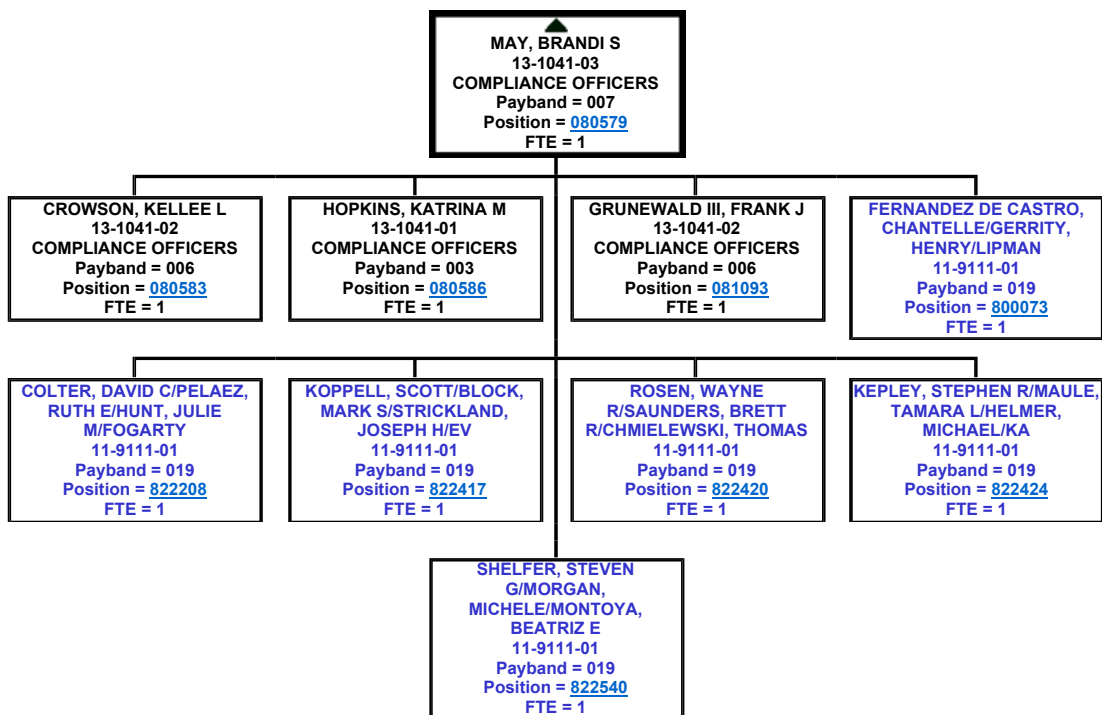 MAY, BRANDI S
13-1041-03
COMPLIANCE OFFICERS
Payband = 007
Position = 080579
FTE = 1
CROWSON, KELLEE L
13-1041-02
COMPLIANCE OFFICERS
Payband = 006
Position = 080583
FTE = 1
HOPKINS, KATRINA M
13-1041-01
COMPLIANCE OFFICERS
Payband = 003
Position = 080586
FTE = 1
GRUNEWALD III, FRANK J
13-1041-02
COMPLIANCE OFFICERS
Payband = 006
Position = 081093
FTE = 1
FERNANDEZ DE CASTRO,
CHANTELLE/GERRITY,
HENRY/LIPMAN
11-9111-01
Payband = 019
Position = 800073
FTE = 1
COLTER, DAVID C/PELAEZ,
RUTH E/HUNT, JULIE
M/FOGARTY
11-9111-01
Payband = 019
Position = 822208
FTE = 1
KOPPELL, SCOTT/BLOCK,
MARK S/STRICKLAND,
JOSEPH H/EV
11-9111-01
Payband = 019
Position = 822417
FTE = 1
ROSEN, WAYNE
R/SAUNDERS, BRETT
R/CHMIELEWSKI, THOMAS
11-9111-01
Payband = 019
Position = 822420
FTE = 1
KEPLEY, STEPHEN R/MAULE,
TAMARA L/HELMER,
MICHAEL/KA
11-9111-01
Payband = 019
Position = 822424
FTE = 1
SHELFER, STEVEN
G/MORGAN,
MICHELE/MONTOYA,
BEATRIZ E
11-9111-01
Payband = 019
Position = 822540
FTE = 1